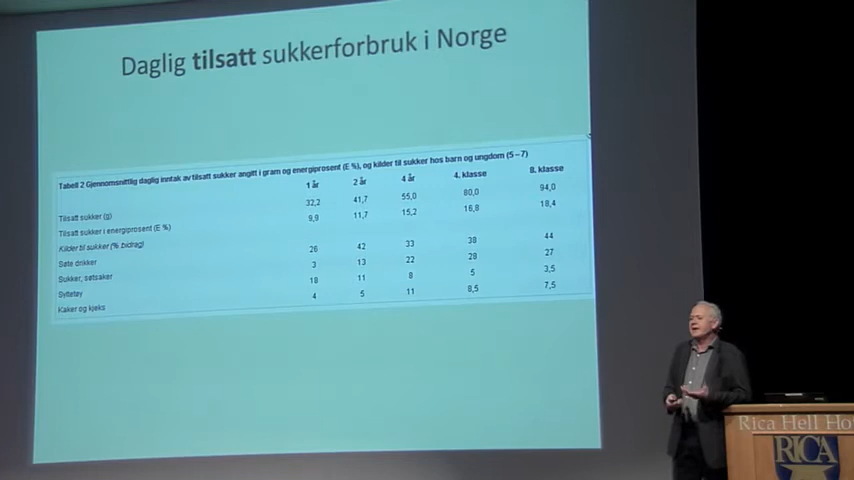 Daglig tilsatt sukkerforbruk i Norge
Tabell 2 Gjennomsnittlig daglig inntak av tilsatt sukker angitt i gram og energiprosent (E %), og kilder til sukker hos barn og ungdom (5–7)
1 år 2 år 4 år 4. klasse 8. klasse
Tilsatt sukker (g) 32,2 41,7 55,0 80,0 94,0
Tilsatt sukker i energiprosent (E %) 9,9 11,7 15,2 16,8 18,4
Kilder til sukker (% bidrag)
Søte drikker 26 42 33 38 44
Sukker, søtsaker 3 13 22 28 27
Syltetøy 18 11 8 5 3,5
Kaker og kjeks 4 5 11 8,5 7,5
Rica Hell Ho
RICA